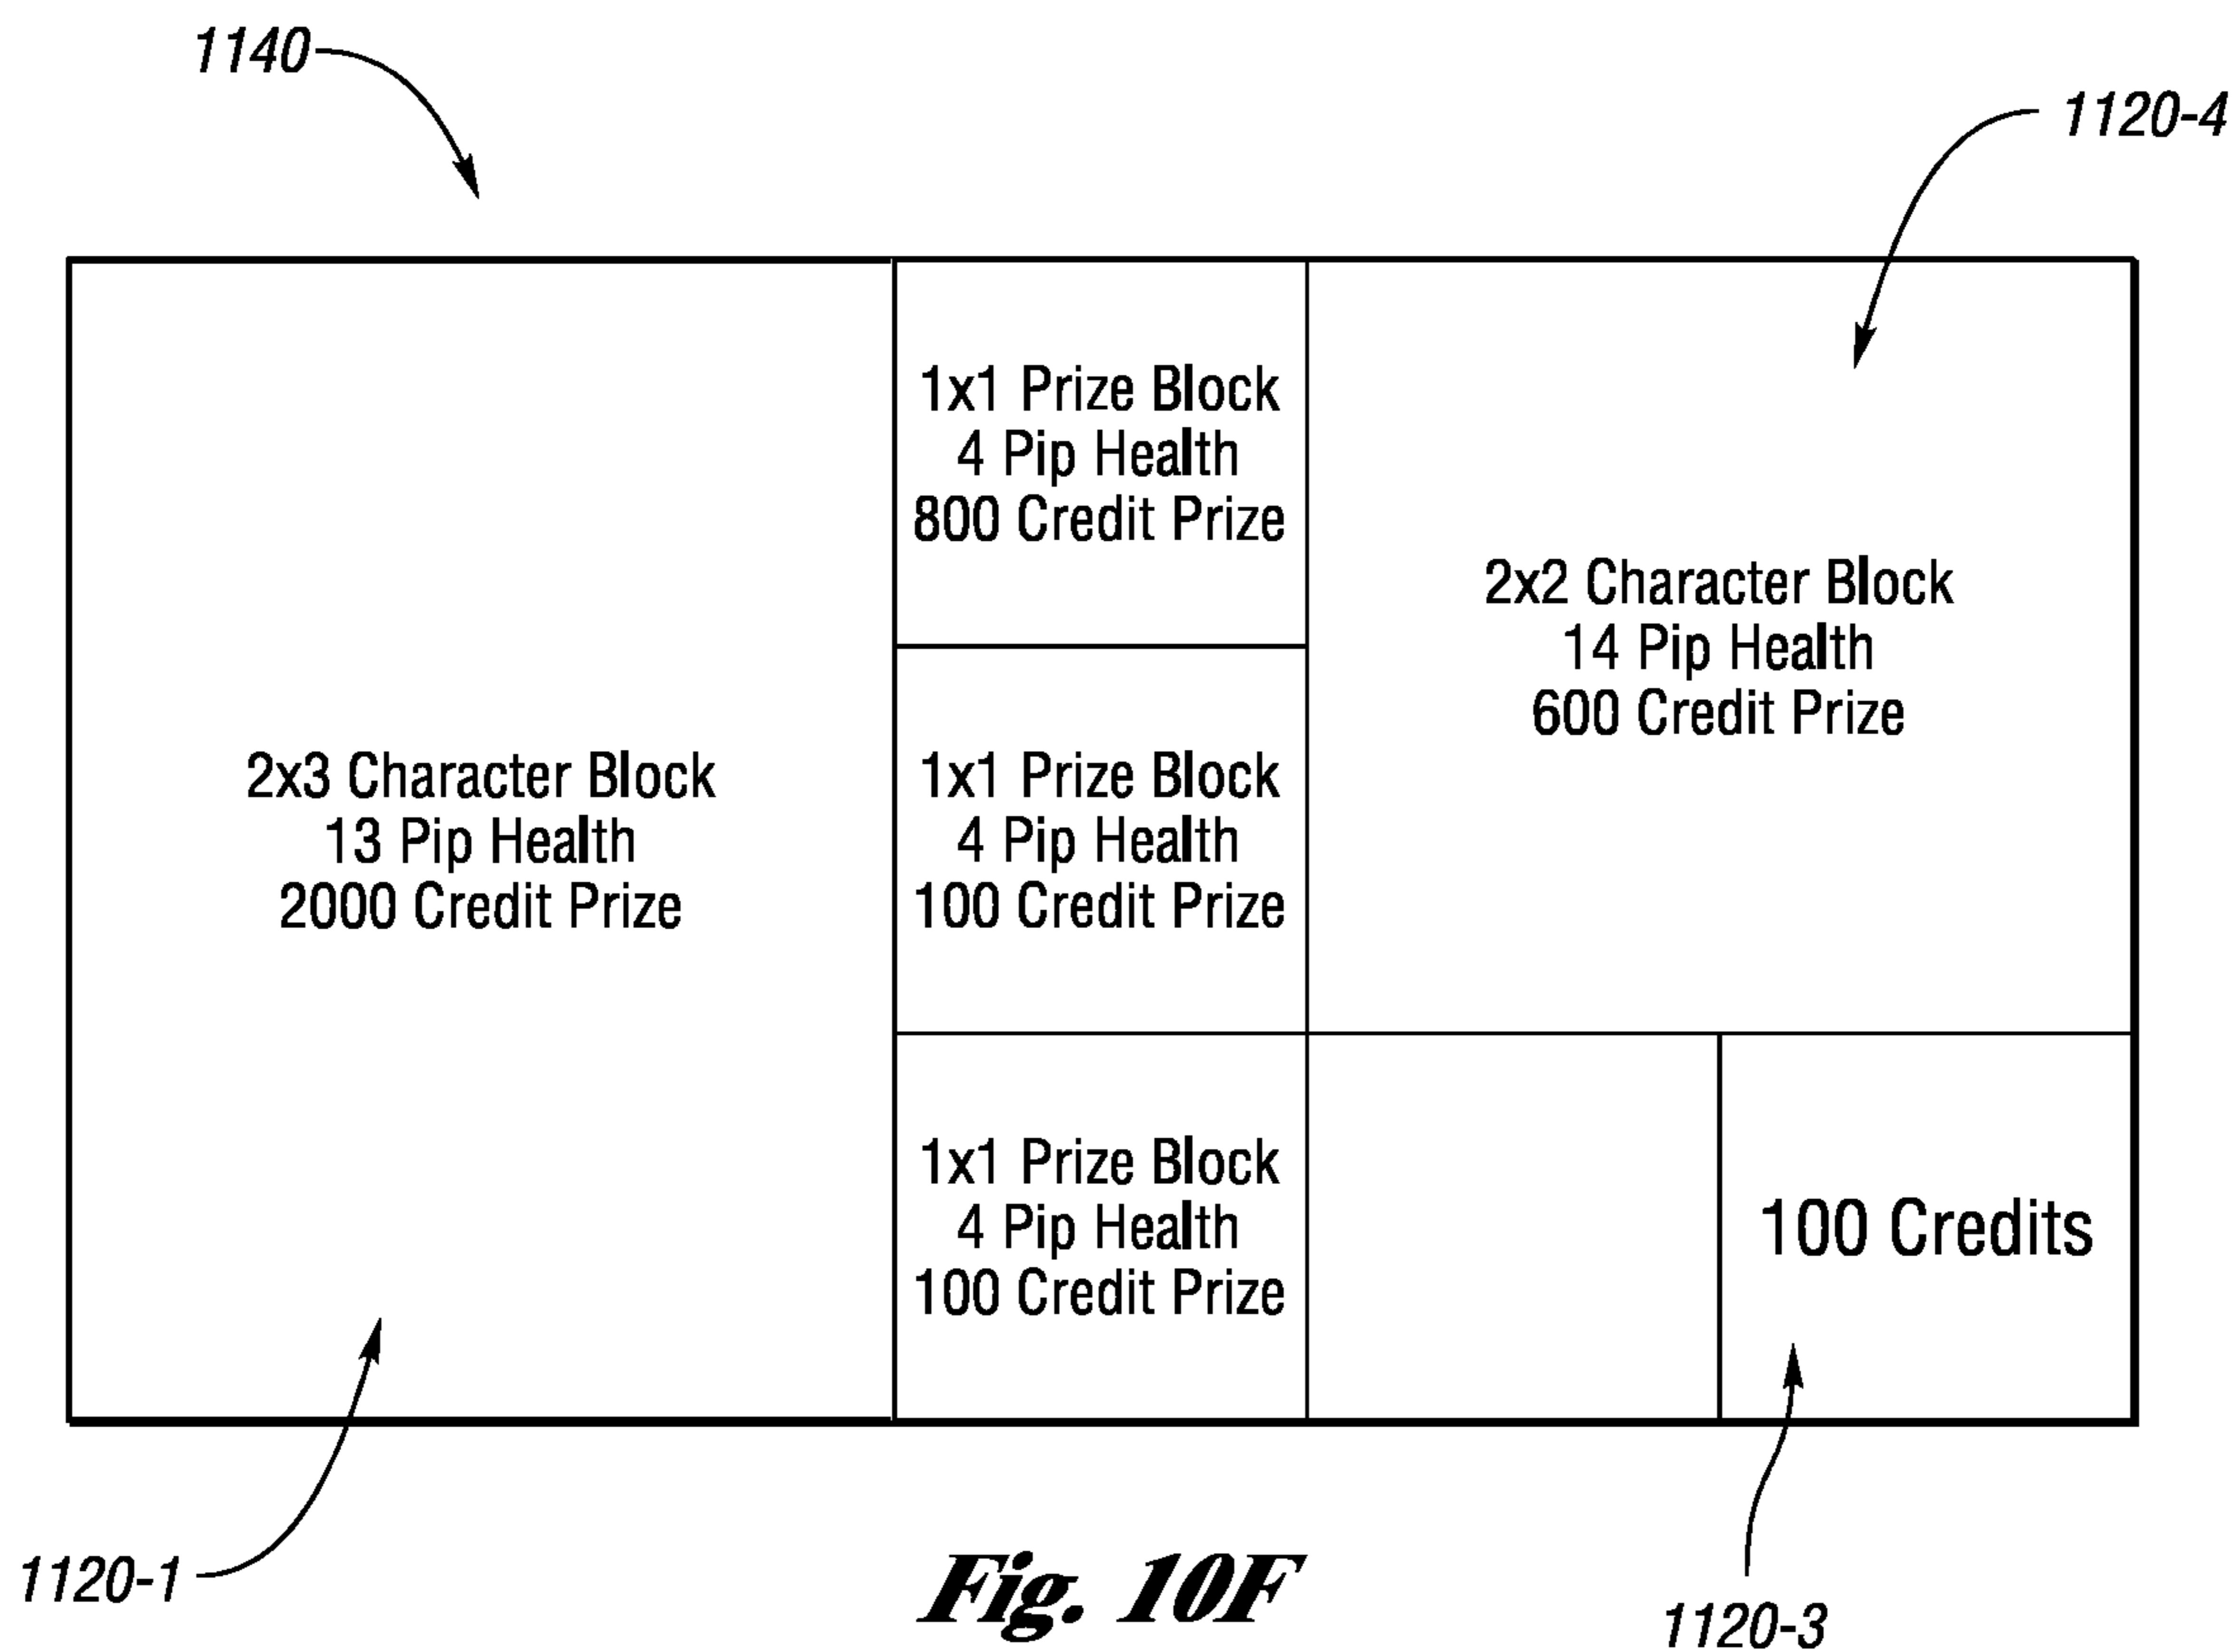 1140
1120-4
1x1 Prize Block
4 Pip Health
800 Credit Prize
2x2 Character Block
14 Pip Health
600 Credit Prize
2x3 Character Block
13 Pip Health
2000 Credit Prize
1x1 Prize Block
4 Pip Health
100 Credit Prize
1x1 Prize Block
4 Pip Health
100 Credit Prize
100 Credits
1120-1
Fig. 10F
1120-3